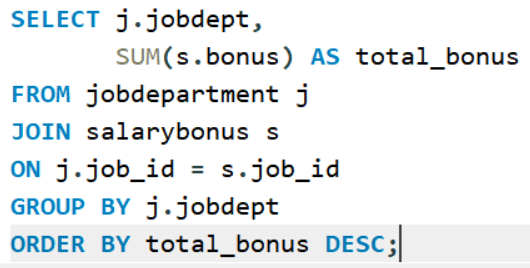 SELECT j.jobdept,
       SUM(s.bonus) AS total_bonus
FROM jobdepartment j
JOIN salarybonus s
ON j.job_id = s.job_id
GROUP BY j.jobdept
ORDER BY total_bonus DESC;